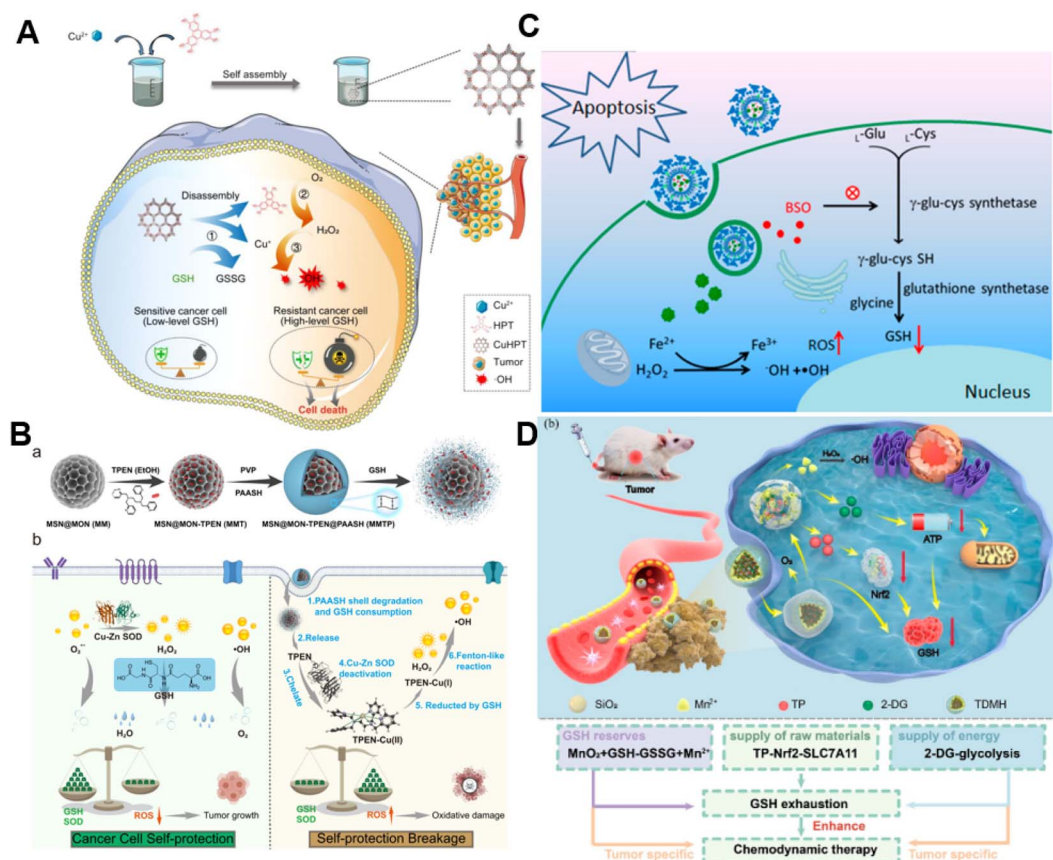 A
Cu²⁺
Self assembly
Disassembly
O₂
②
①
H₂O₂
Cu⁺
③
GSH
GSSG
·OH
Sensitive cancer cell
(Low-level GSH)
Resistant cancer cell
(High-level GSH)
Cell death
Cu²⁺
HPT
CuHPT
Tumor
·OH
C
Apoptosis
L-Glu
L-Cys
BSO
γ-glu-cys synthetase
γ-glu-cys SH
glycine
glutathione synthetase
Fe²⁺
Fe³⁺
ROS
GSH
H₂O₂
⁻OH +•OH
Nucleus
B
a
TPEN (EtOH)
PVP
PAASH
GSH
MSN@MON (MM)
MSN@MON-TPEN (MMT)
MSN@MON-TPEN@PAASH (MMTP)
b
Cu-Zn SOD
O₂•⁻
H₂O₂
•OH
GSH
H₂O
O₂
GSH
SOD
ROS
Tumor growth
Cancer Cell Self-protection
1.PAASH shell degradation
and GSH consumption
2.Release
TPEN
3.Chelate
4.Cu-Zn SOD
deactivation
TPEN-Cu(II)
5. Reducted by GSH
TPEN-Cu(I)
H₂O₂
6.Fenton-like
reaction
•OH
GSH
SOD
ROS
Oxidative damage
Self-protection Breakage
D
(b)
Tumor
H₂O₂
·OH
ATP
O₂
Nrf2
GSH
SiO₂
Mn²⁺
TP
2-DG
TDMH
GSH reserves
MnO₂+GSH-GSSG+Mn²⁺
supply of raw materials
TP-Nrf2-SLC7A11
supply of energy
2-DG-glycolysis
GSH exhaustion
Enhance
Tumor specific
Chemodynamic therapy
Tumor specific